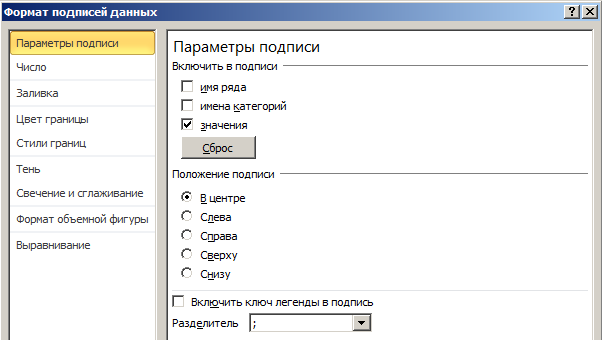 Формат подписей данных
Параметры подписи
Число
Заливка
Цвет границы
Стили границ
Тень
Свечение и сглаживание
Формат объемной фигуры
Выравнивание
Параметры подписи
Включить в подписи
имя ряда
имена категорий
значения
Сброс
Положение подписи
В центре
Слева
Справа
Сверху
Снизу
Включить ключ легенды в подпись
Разделитель ;